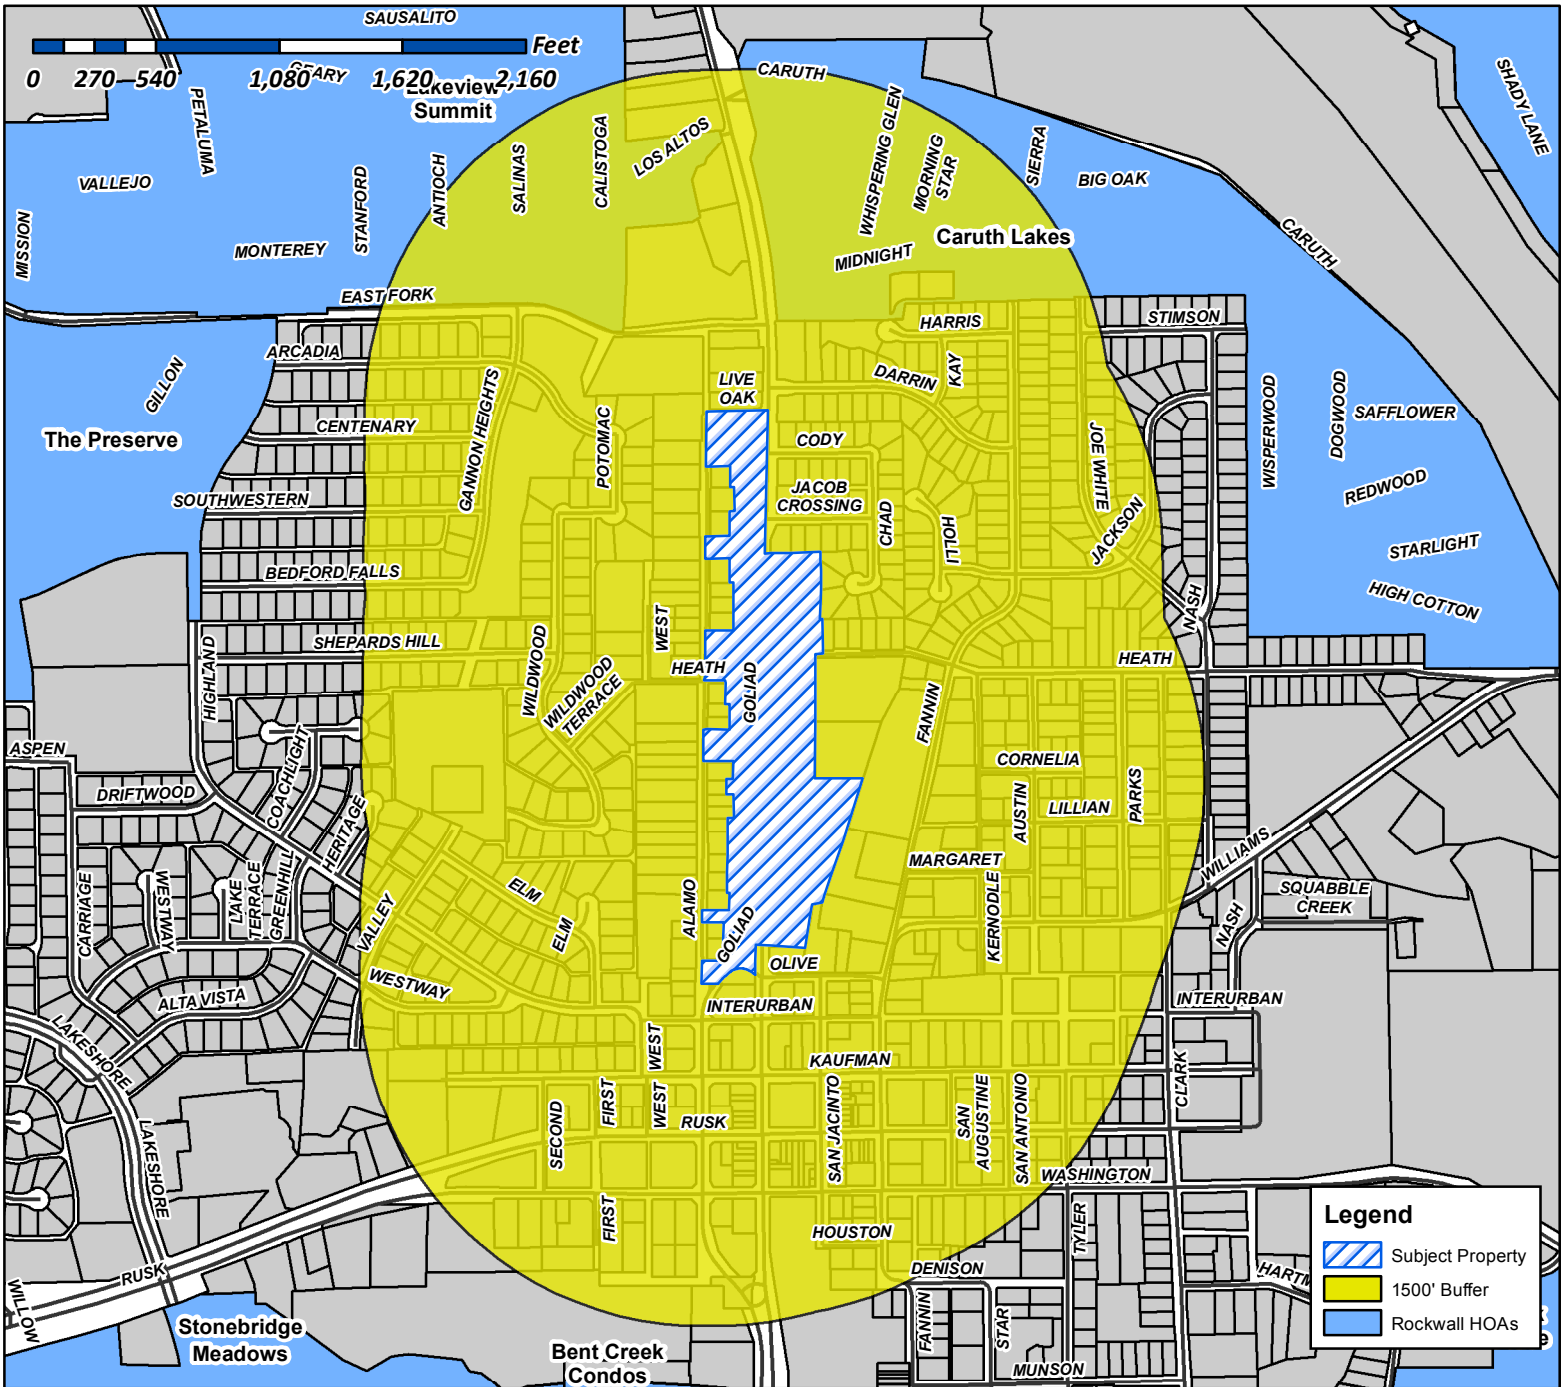 SAUSALITO
Feet
0 270 540 1,080 1,620 2,160
GEARY
Lakeview
Summit
CARUTH
SHADY LANE
PETALUMA
VALLEJO
MISSION
MONTEREY
STANFORD
ANTIOCH
SALINAS
CALISTOGA
LOS ALTOS
WHISPERING GLEN
MORNING
STAR
SIERRA
BIG OAK
Caruth Lakes
MIDNIGHT
CARUTH
EAST FORK
HARRIS
STIMSON
ARCADIA
GILLON
The Preserve
CENTENARY
GANNON HEIGHTS
POTOMAC
LIVE
OAK
DARRIN
KAY
CODY
JACOB
CROSSING
CHAD
HOLLI
JOE WHITE
JACKSON
WISPERWOOD
DOGWOOD
SAFFLOWER
REDWOOD
STARLIGHT
HIGH COTTON
SOUTHWESTERN
BEDFORD FALLS
SHEPARDS HILL
HIGHLAND
WILDWOOD
WILDWOOD
TERRACE
WEST
HEATH
GOLIAD
NASH
HEATH
FANNIN
ASPEN
DRIFTWOOD
COACHLIGHT
HERITAGE
CORNELIA
AUSTIN
LILLIAN
PARKS
MARGARET
KERNODLE
WILLIAMS
SQUABBLE
CREEK
NASH
CARRIAGE
WESTWAY
LAKE
TERRACE
GREENHILL
VALLEY
ELM
ELM
ALAMO
GOLIAD
OLIVE
WESTWAY
ALTA VISTA
INTERURBAN
INTERURBAN
LAKESHORE
LAKESHORE
WEST
KAUFMAN
CLARK
SECOND
FIRST
WEST
RUSK
SAN JACINTO
SAN
AUGUSTINE
SAN ANTONIO
WASHINGTON
FIRST
HOUSTON
TYLER
RUSK
WILLOW
DENISON
HARTM
FANNIN
STAR
MUNSON
Stonebridge
Meadows
Bent Creek
Condos
Legend
Subject Property
1500' Buffer
Rockwall HOAs